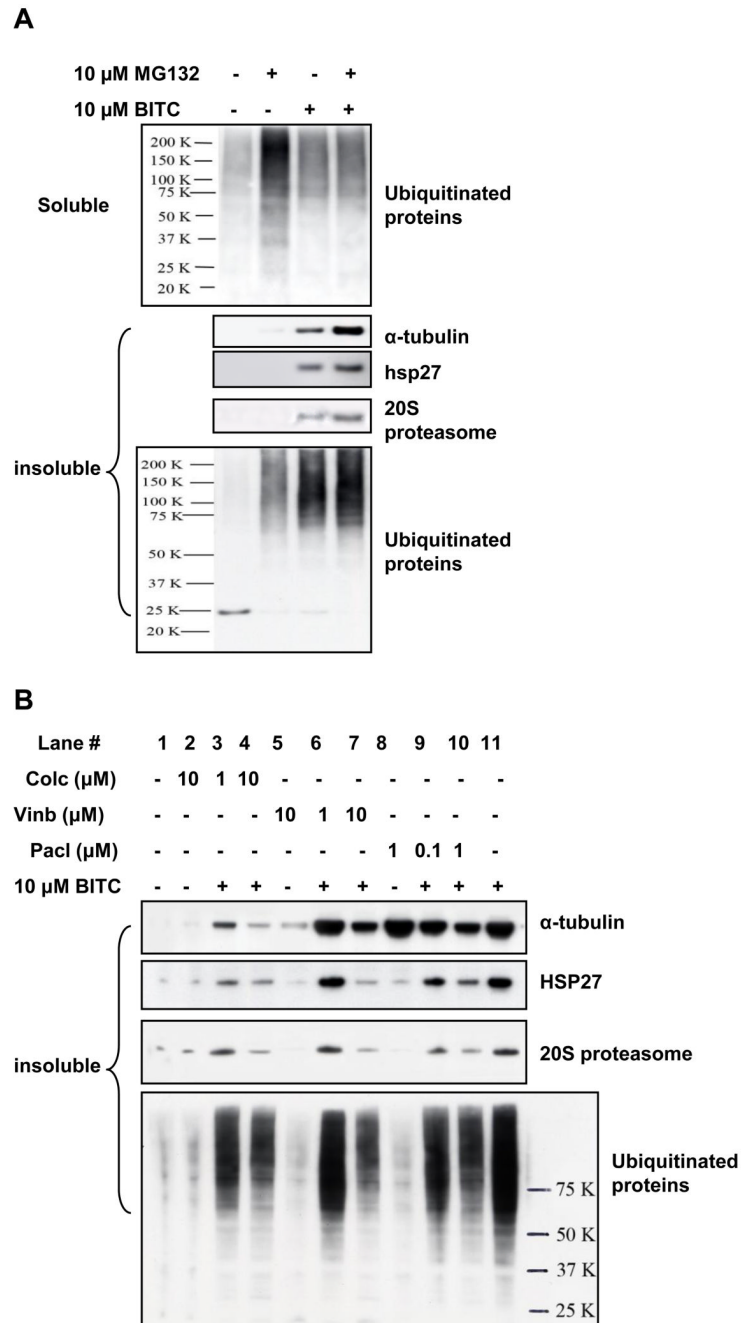 A
10 µM MG132 - + - +
10 µM BITC - - + +
200 K
150 K
100 K
75 K
Soluble
50 K
37 K
25 K
20 K
Ubiquitinated
proteins
α-tubulin
hsp27
20S
proteasome
insoluble
200 K
150 K
100 K
75 K
50 K
37 K
25 K
20 K
Ubiquitinated
proteins
B
Lane # 1 2 3 4 5 6 7 8 9 10 11
Colc (µM) - 10 1 10 - - - - - - -
Vinb (µM) - - - - 10 1 10 - - - -
Pacl (µM) - - - - - - - 1 0.1 1 -
10 µM BITC - - + + - + + - + + +
α-tubulin
HSP27
20S proteasome
insoluble
Ubiquitinated
proteins
75 K
50 K
37 K
25 K